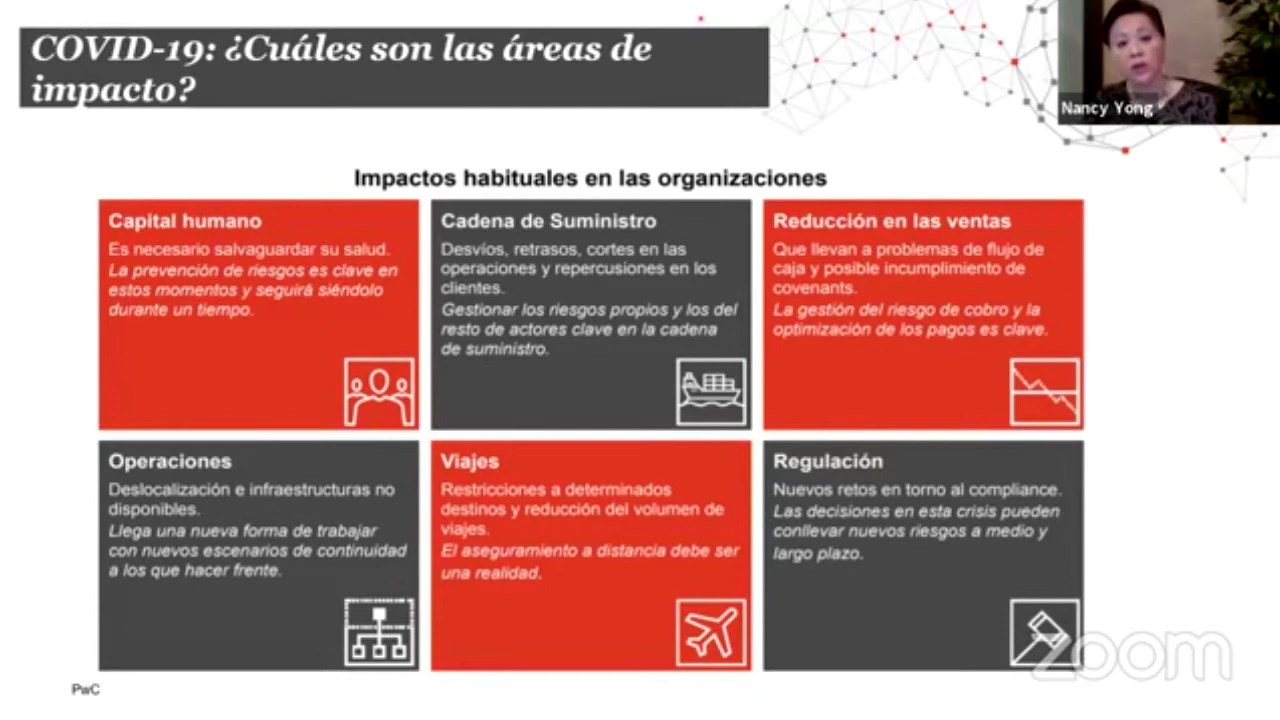 COVID-19: ¿Cuáles son las áreas de
impacto?
Nancy Yong
Impactos habituales en las organizaciones
Capital humano
Es necesario salvaguardar su salud.
La prevención de riesgos es clave en
estos momentos y seguirá siéndolo
durante un tiempo.
Cadena de Suministro
Desvíos, retrasos, cortes en las
operaciones y repercusiones en los
clientes.
Gestionar los riesgos propios y los del
resto de actores clave en la cadena
de suministro.
Reducción en las ventas
Que llevan a problemas de flujo de
caja y posible incumplimiento de
covenants.
La gestión del riesgo de cobro y la
optimización de los pagos es clave.
Operaciones
Deslocalización e infraestructuras no
disponibles.
Llega una nueva forma de trabajar
con nuevos escenarios de continuidad
a los que hacer frente.
Viajes
Restricciones a determinados
destinos y reducción del volumen de
viajes.
El aseguramiento a distancia debe ser
una realidad.
Regulación
Nuevos retos en torno al compliance.
Las decisiones en esta crisis pueden
conllevar nuevos riesgos a medio y
largo plazo.
zoom
PwC